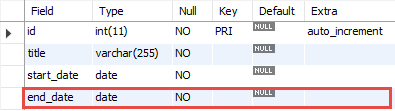 Field Type Null Key Default Extra
id int(11) NO PRI NULL auto_increment
title varchar(255) NO NULL
start_date date NO NULL
end_date date NO NULL